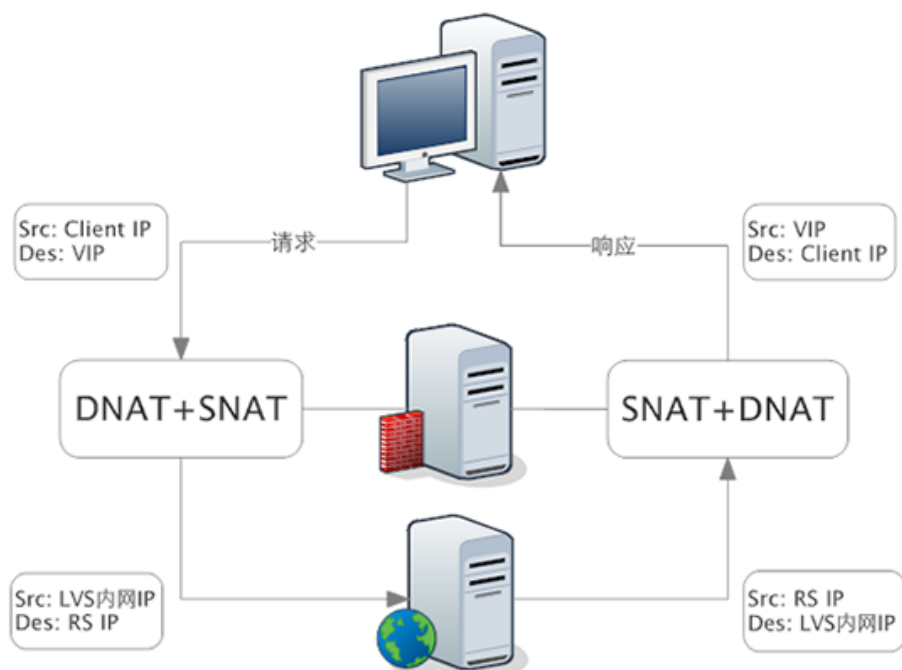 Src: Client IP
Des: VIP
请求
响应
Src: VIP
Des: Client IP
DNAT+SNAT
SNAT+DNAT
Src: LVS内网IP
Des: RS IP
Src: RS IP
Des: LVS内网IP